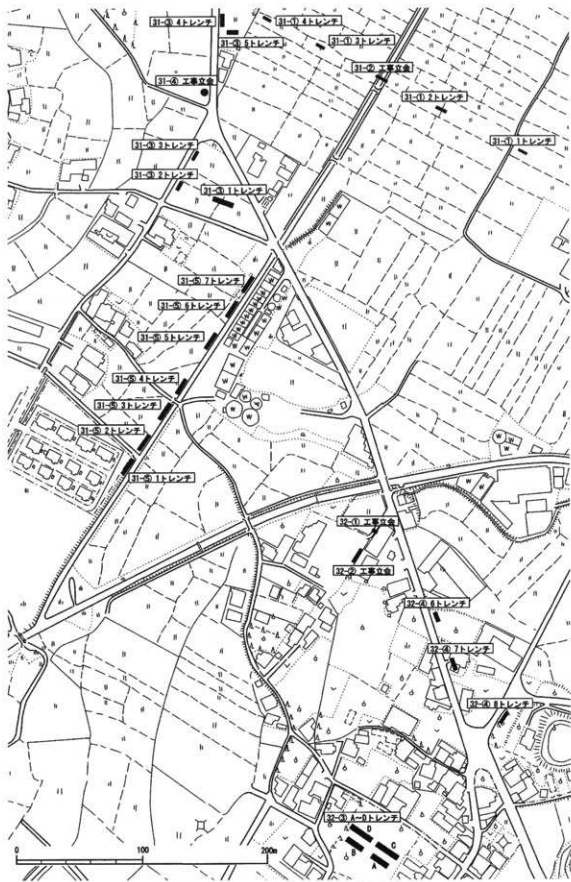 31-③ 4トレンチ
31-① 4トレンチ
31-③ 5トレンチ
31-① 3トレンチ
31-② 工事立会
31-④ 工事立会
31-① 2トレンチ
31-③ 3トレンチ
31-① 1トレンチ
31-③ 2トレンチ
31-③ 1トレンチ
31-⑤ 7トレンチ
31-⑤ 6トレンチ
31-⑤ 5トレンチ
31-⑤ 4トレンチ
31-⑤ 3トレンチ
31-⑤ 2トレンチ
31-⑤ 1トレンチ
32-① 工事立会
32-② 工事立会
32-④ 6トレンチ
32-④ 7トレンチ
32-④ 8トレンチ
32-③ A～Dトレンチ
D
B
C
A
0 100 200m